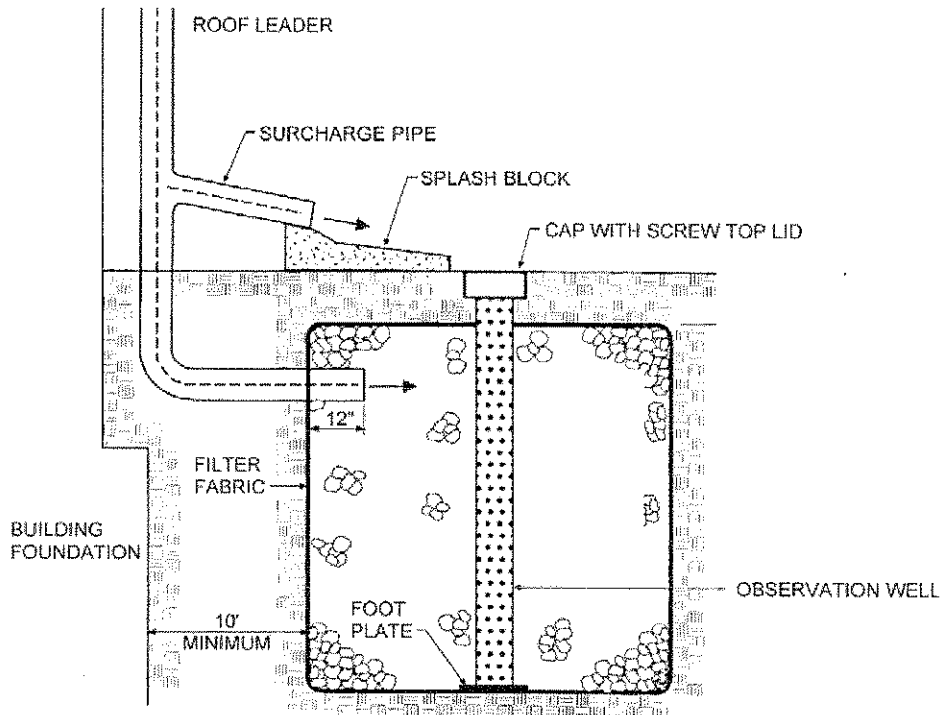 ROOF LEADER
SURCHARGE PIPE
SPLASH BLOCK
CAP WITH SCREW TOP LID
12"
FILTER
FABRIC
BUILDING
FOUNDATION
OBSERVATION WELL
FOOT
PLATE
10'
MINIMUM